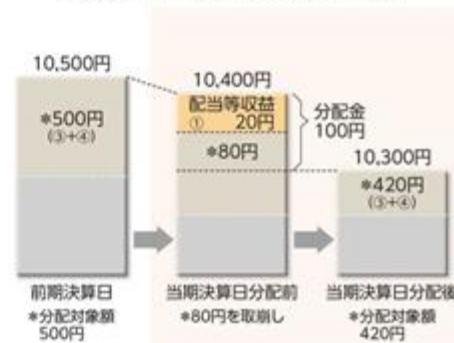 10,500円
*500円
(③+④)
10,400円
配当等収益
① 20円
*80円
分配金
100円
10,300円
*420円
(③+④)
前期決算日
*分配対象額
500円
当期決算日分配前
*80円を取崩し
当期決算日分配後
*分配対象額
420円